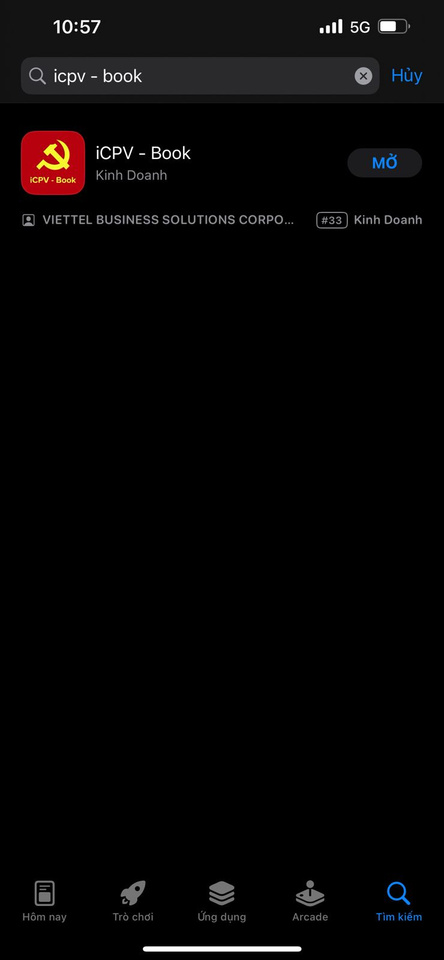 10:57
5G
icpv - book
Hủy
iCPV - Book
iCPV - Book
Kinh Doanh
MỞ
VIETTEL BUSINESS SOLUTIONS CORPO...
#33 Kinh Doanh
Hôm nay
Trò chơi
Ứng dụng
Arcade
Tìm kiếm